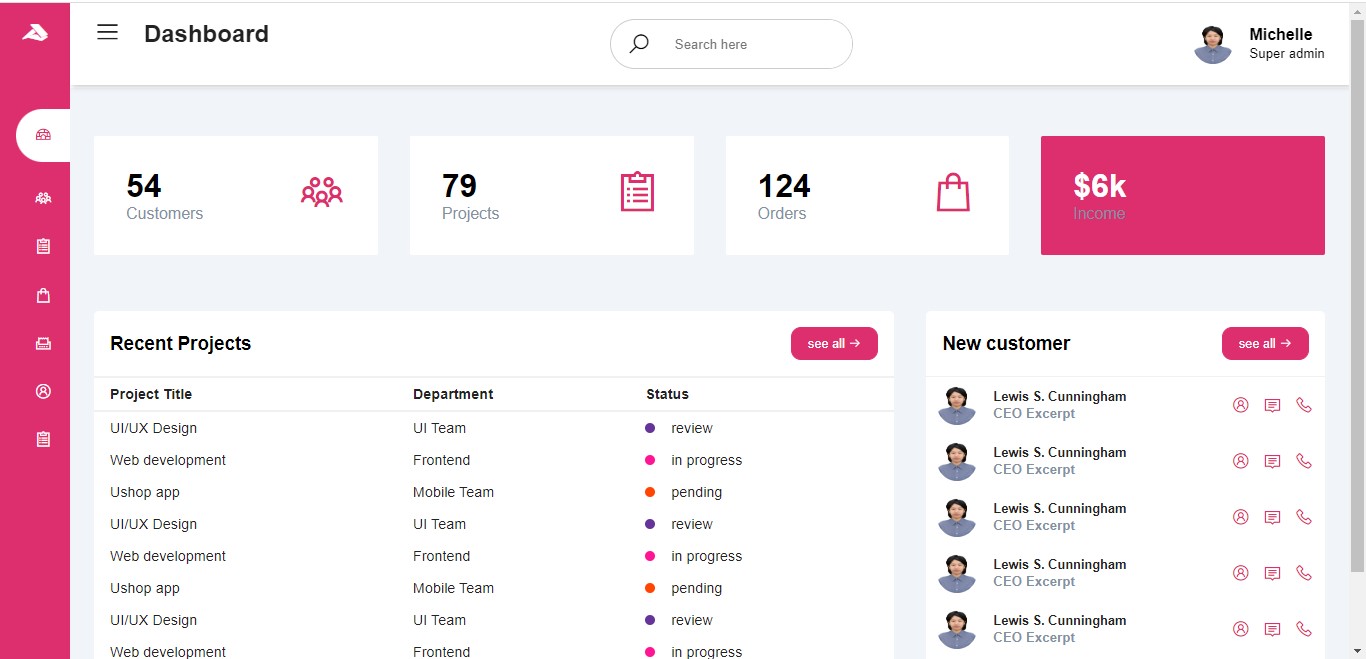 Dashboard
Search here
Michelle
Super admin
54
Customers
79
Projects
124
Orders
$6k
Income
Recent Projects
see all →
Project Title Department Status
UI/UX Design UI Team review
Web development Frontend in progress
Ushop app Mobile Team pending
UI/UX Design UI Team review
Web development Frontend in progress
Ushop app Mobile Team pending
UI/UX Design UI Team review
Web development Frontend in progress
New customer
see all →
Lewis S. Cunningham
CEO Excerpt
Lewis S. Cunningham
CEO Excerpt
Lewis S. Cunningham
CEO Excerpt
Lewis S. Cunningham
CEO Excerpt
Lewis S. Cunningham
CEO Excerpt